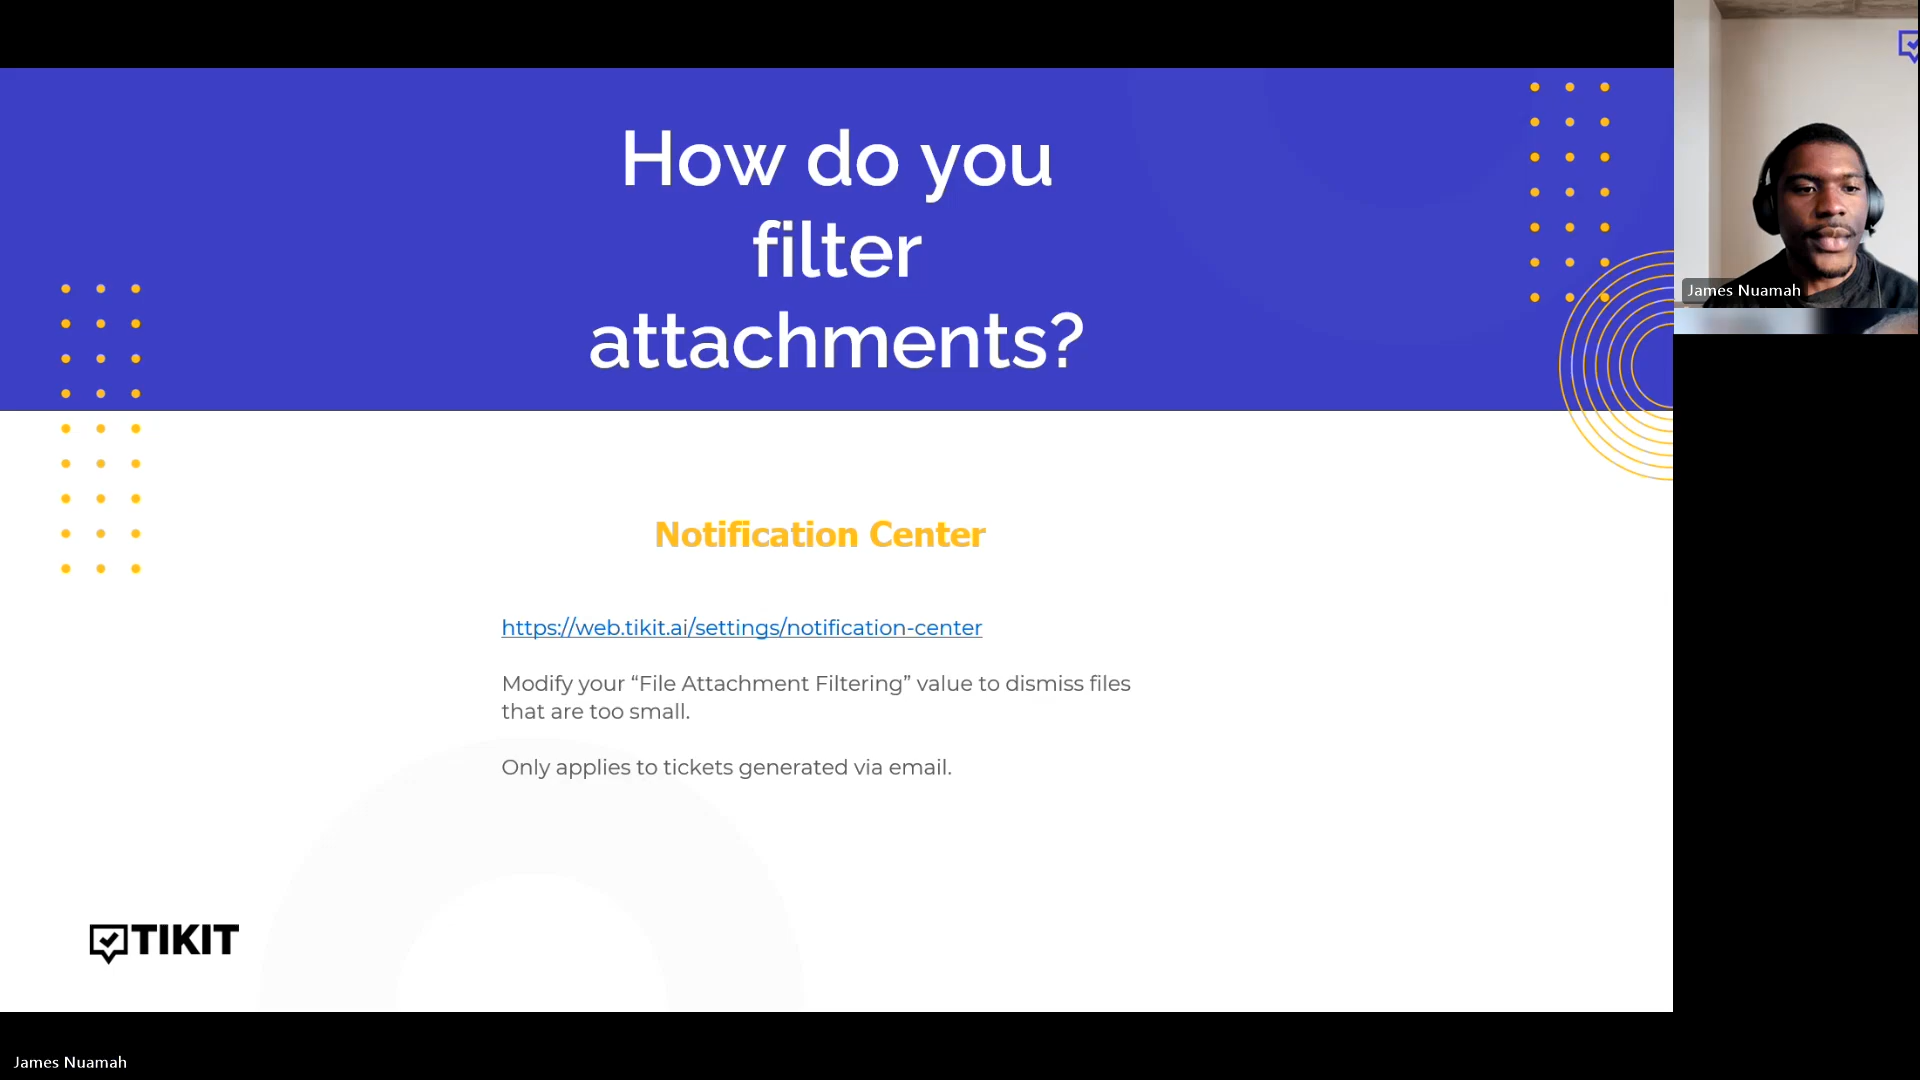 How do you
filter
attachments?
James Nuamah
Notification Center
https://web.tikit.ai/settings/notification-center
Modify your “File Attachment Filtering” value to dismiss files
that are too small.
Only applies to tickets generated via email.
TIKIT
James Nuamah